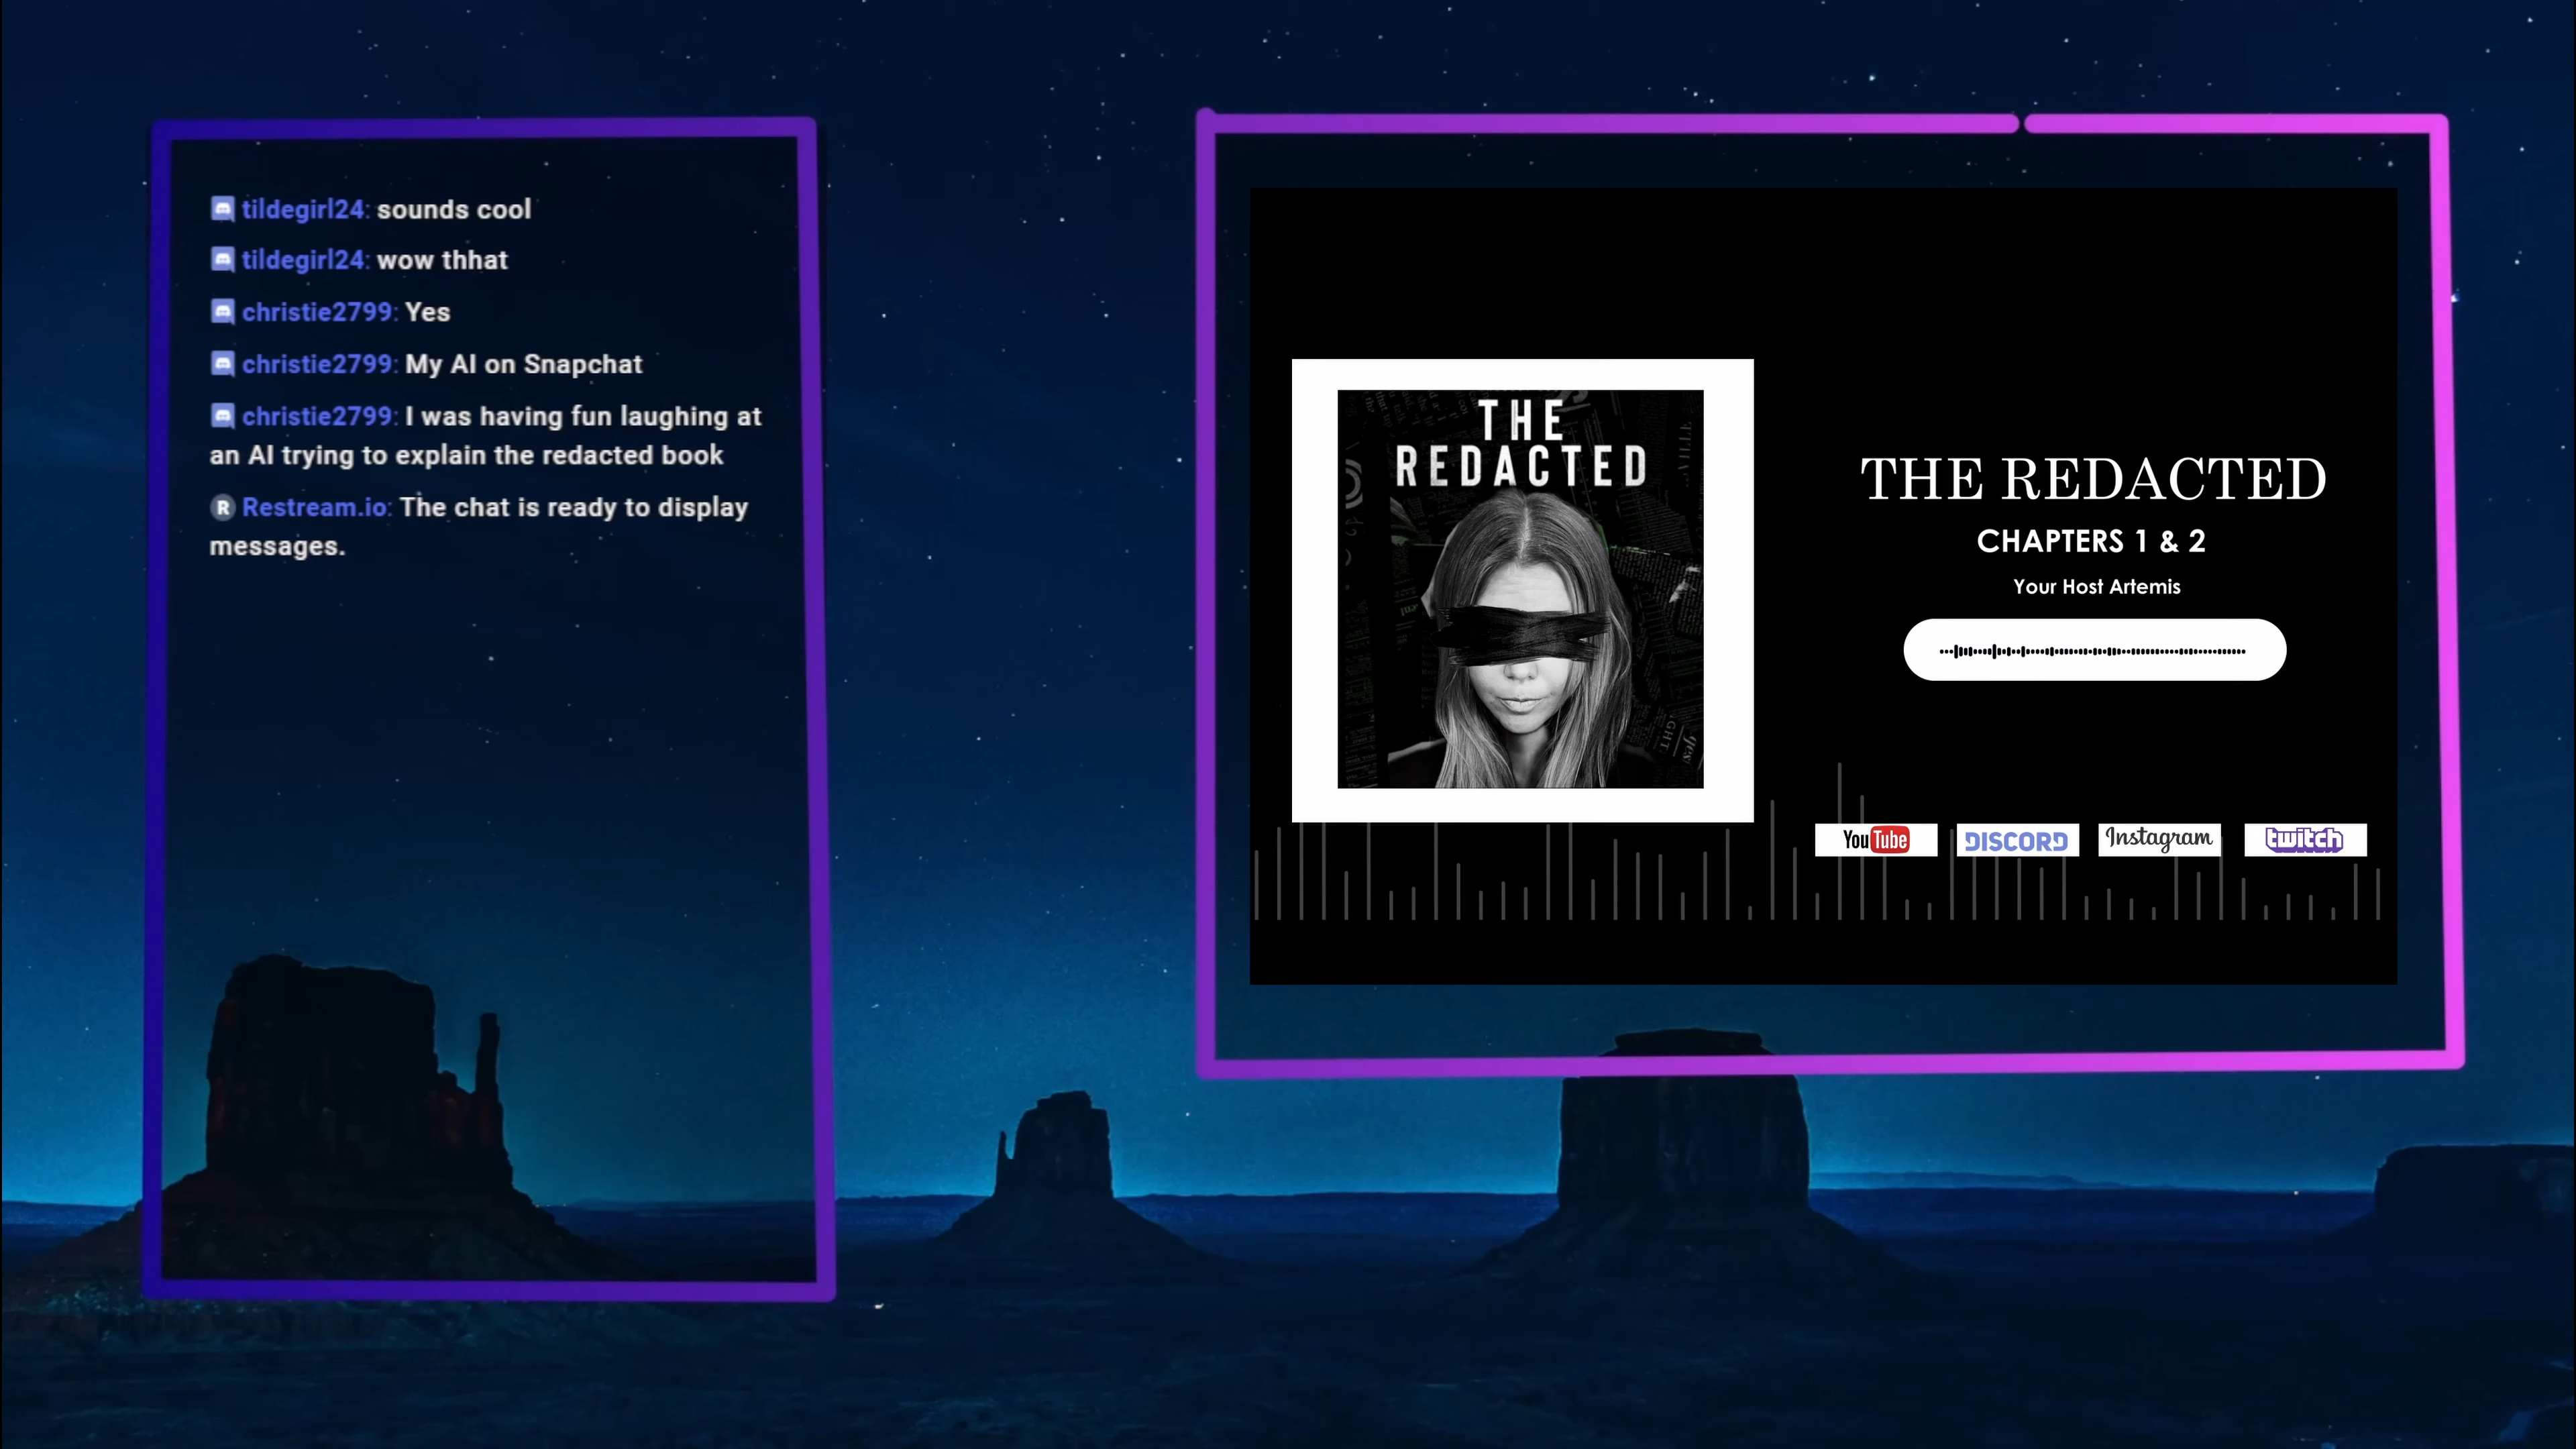 tildegirl24: sounds cool
tildegirl24: wow thhat
christie2799: Yes
christie2799: My AI on Snapchat
christie2799: I was having fun laughing at
an AI trying to explain the redacted book
R Restream.io: The chat is ready to display
messages.
THE
REDACTED
THE REDACTED
CHAPTERS 1 & 2
Your Host Artemis
YouTube DISCORD Instagram twitch